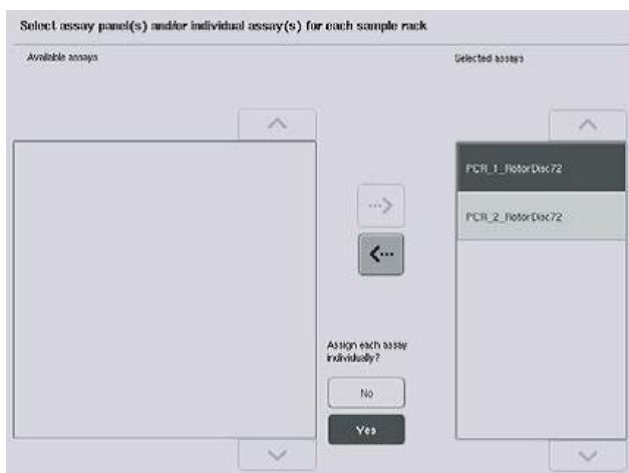 Select assay panel(s) and/or individual assay(s) for each sample rack
Available assays
Selected assays
PCR_1_RotorDisc72
PCR_2_RotorDisc72
Assign each assay
individually?
No
Yes